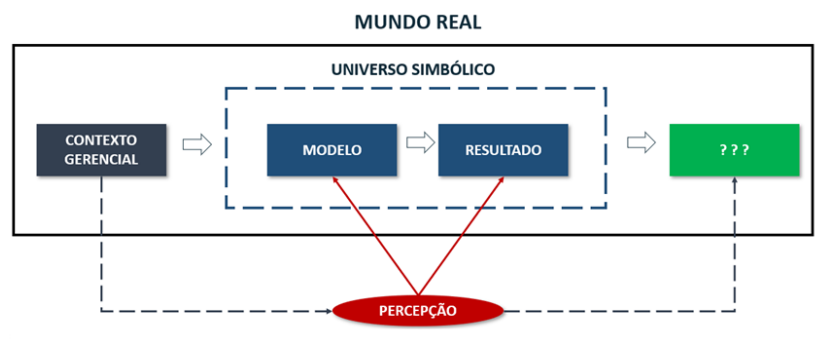 MUNDO REAL
UNIVERSO SIMBÓLICO
CONTEXTO
GERENCIAL
MODELO
RESULTADO
? ? ?
PERCEPÇÃO